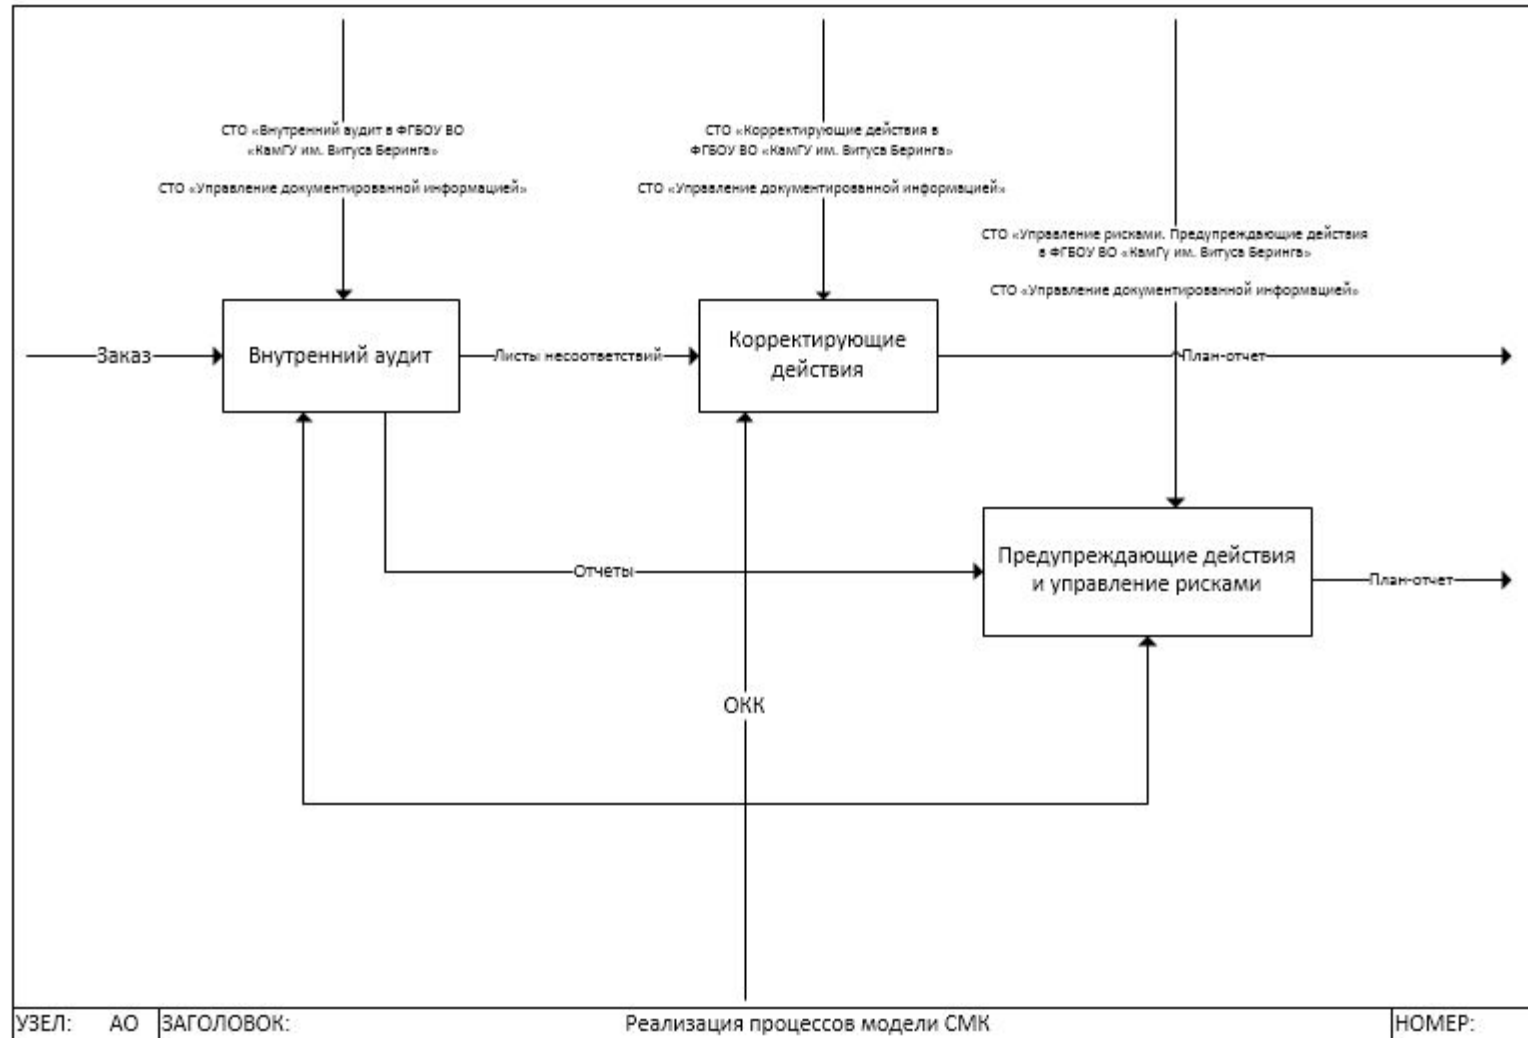 СТО «Внутренний аудит в ФГБОУ ВО
«КамГУ им. Витуса Беринга»
СТО «Управление документированной информацией»
СТО «Корректирующие действия в
ФГБОУ ВО «КамГУ им. Витуса Беринга»
СТО «Управление документированной информацией»
СТО «Управление рисками. Предупреждающие действия
в ФГБОУ ВО «КамГу им. Витуса Беринга»
СТО «Управление документированной информацией»
Заказ
Внутренний аудит
Листы несоответствий
Корректирующие
действия
План-отчет
Отчеты
Предупреждающие действия
и управление рисками
План-отчет
ОКК
УЗЕЛ: АО ЗАГОЛОВОК: Реализация процессов модели СМК НОМЕР: